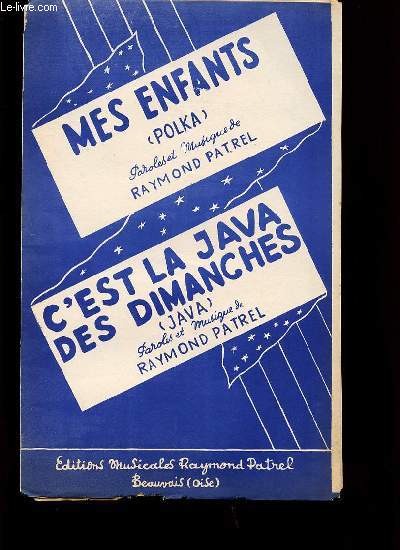 © Le-livre.com
MES ENFANTS
(POLKA)
Paroles et Musique de
RAYMOND PATREL
C'EST LA JAVA
DES DIMANCHES
(JAVA)
Paroles et Musique de
RAYMOND PATREL
Editions Musicales Raymond Patrel
Beauvais (Oise)